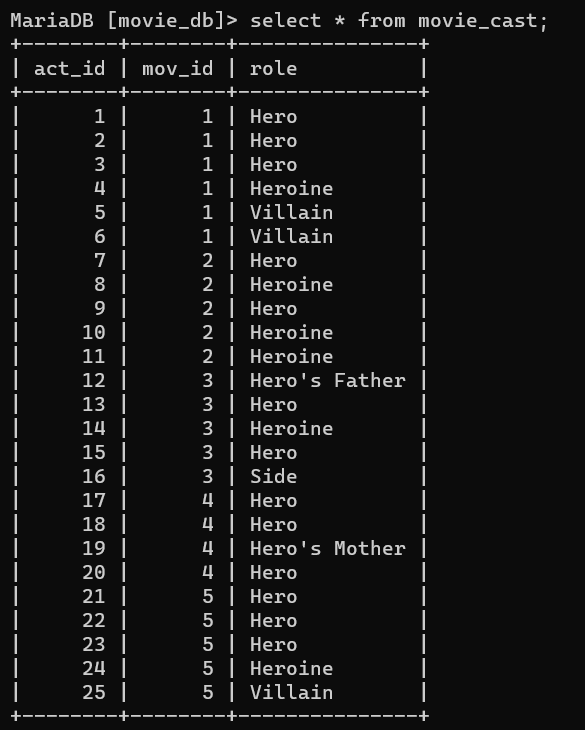 MariaDB [movie_db]> select * from movie_cast;
+--------+--------+---------------+
| act_id | mov_id | role          |
+--------+--------+---------------+
|      1 |      1 | Hero          |
|      2 |      1 | Hero          |
|      3 |      1 | Hero          |
|      4 |      1 | Heroine       |
|      5 |      1 | Villain       |
|      6 |      1 | Villain       |
|      7 |      2 | Hero          |
|      8 |      2 | Heroine       |
|      9 |      2 | Hero          |
|     10 |      2 | Heroine       |
|     11 |      2 | Heroine       |
|     12 |      3 | Hero's Father |
|     13 |      3 | Hero          |
|     14 |      3 | Heroine       |
|     15 |      3 | Hero          |
|     16 |      3 | Side          |
|     17 |      4 | Hero          |
|     18 |      4 | Hero          |
|     19 |      4 | Hero's Mother |
|     20 |      4 | Hero          |
|     21 |      5 | Hero          |
|     22 |      5 | Hero          |
|     23 |      5 | Hero          |
|     24 |      5 | Heroine       |
|     25 |      5 | Villain       |
+--------+--------+---------------+